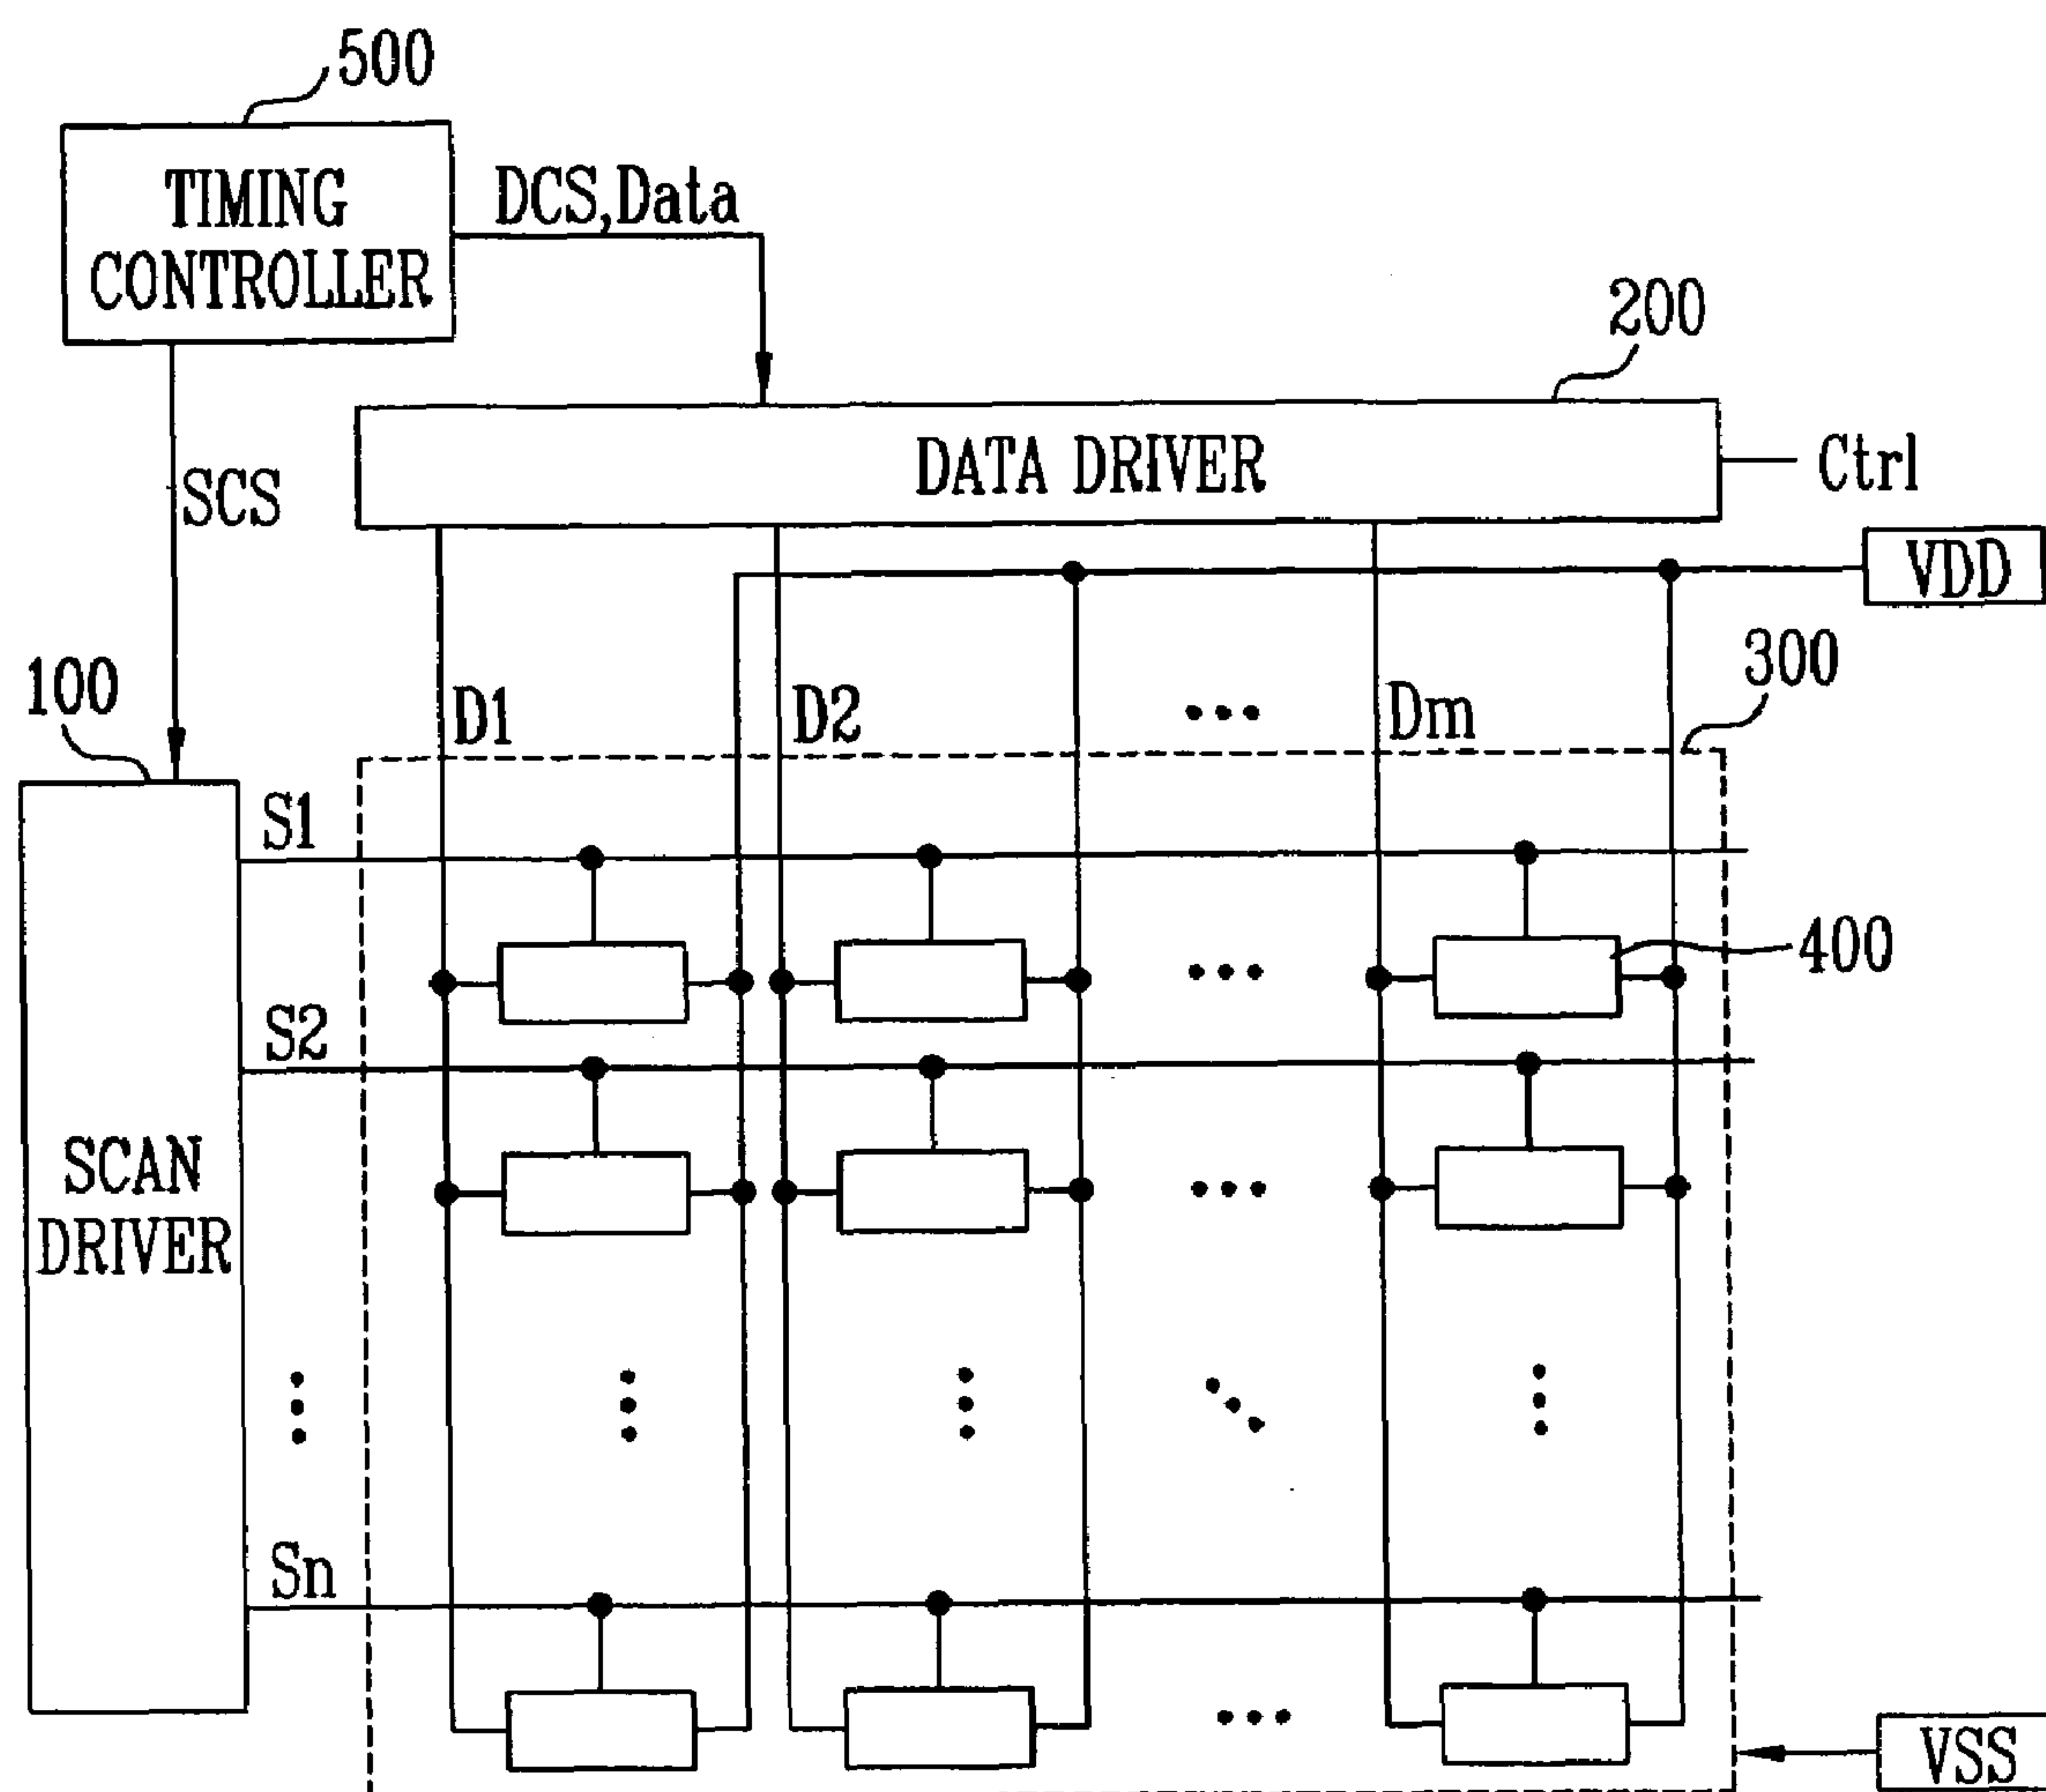 500
TIMING
CONTROLLER
DCS,Data
200
DATA DRIVER
Ctrl
SCS
VDD
300
100
D1
D2
Dm
S1
400
S2
SCAN
DRIVER
Sn
VSS